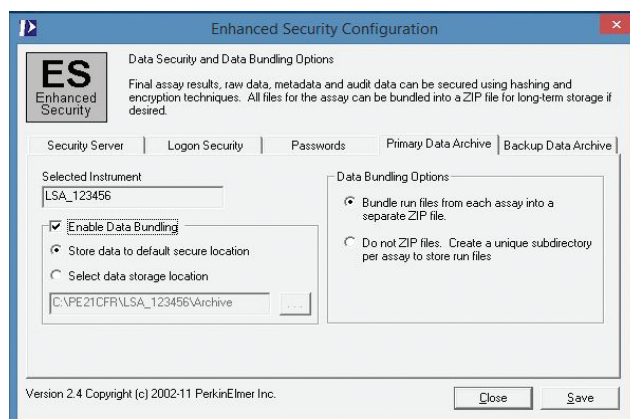 Enhanced Security Configuration
ES
Enhanced
Security
Data Security and Data Bundling Options
Final assay results, raw data, metadata and audit data can be secured using hashing and
encryption techniques. All files for the assay can be bundled into a ZIP file for long-term storage if
desired.
Security Server
Logon Security
Passwords
Primary Data Archive
Backup Data Archive
Selected Instrument
LSA_123456
Enable Data Bundling
Store data to default secure location
Select data storage location
C:\PE21CFR\LSA_123456\Archive
...
Data Bundling Options
Bundle run files from each assay into a
separate ZIP file.
Do not ZIP files. Create a unique subdirectory
per assay to store run files
Version 2.4 Copyright (c) 2002-11 PerkinElmer Inc.
Close
Save